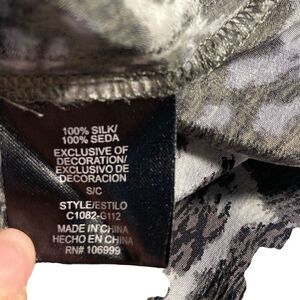 100% SILK/
100% SEDA
EXCLUSIVE OF
DECORATION/
EXCLUSIVO DE
DECORACION
S/C
STYLE/ESTILO
C1082-G112
MADE IN CHINA
HECHO EN CHINA
RN# 106999